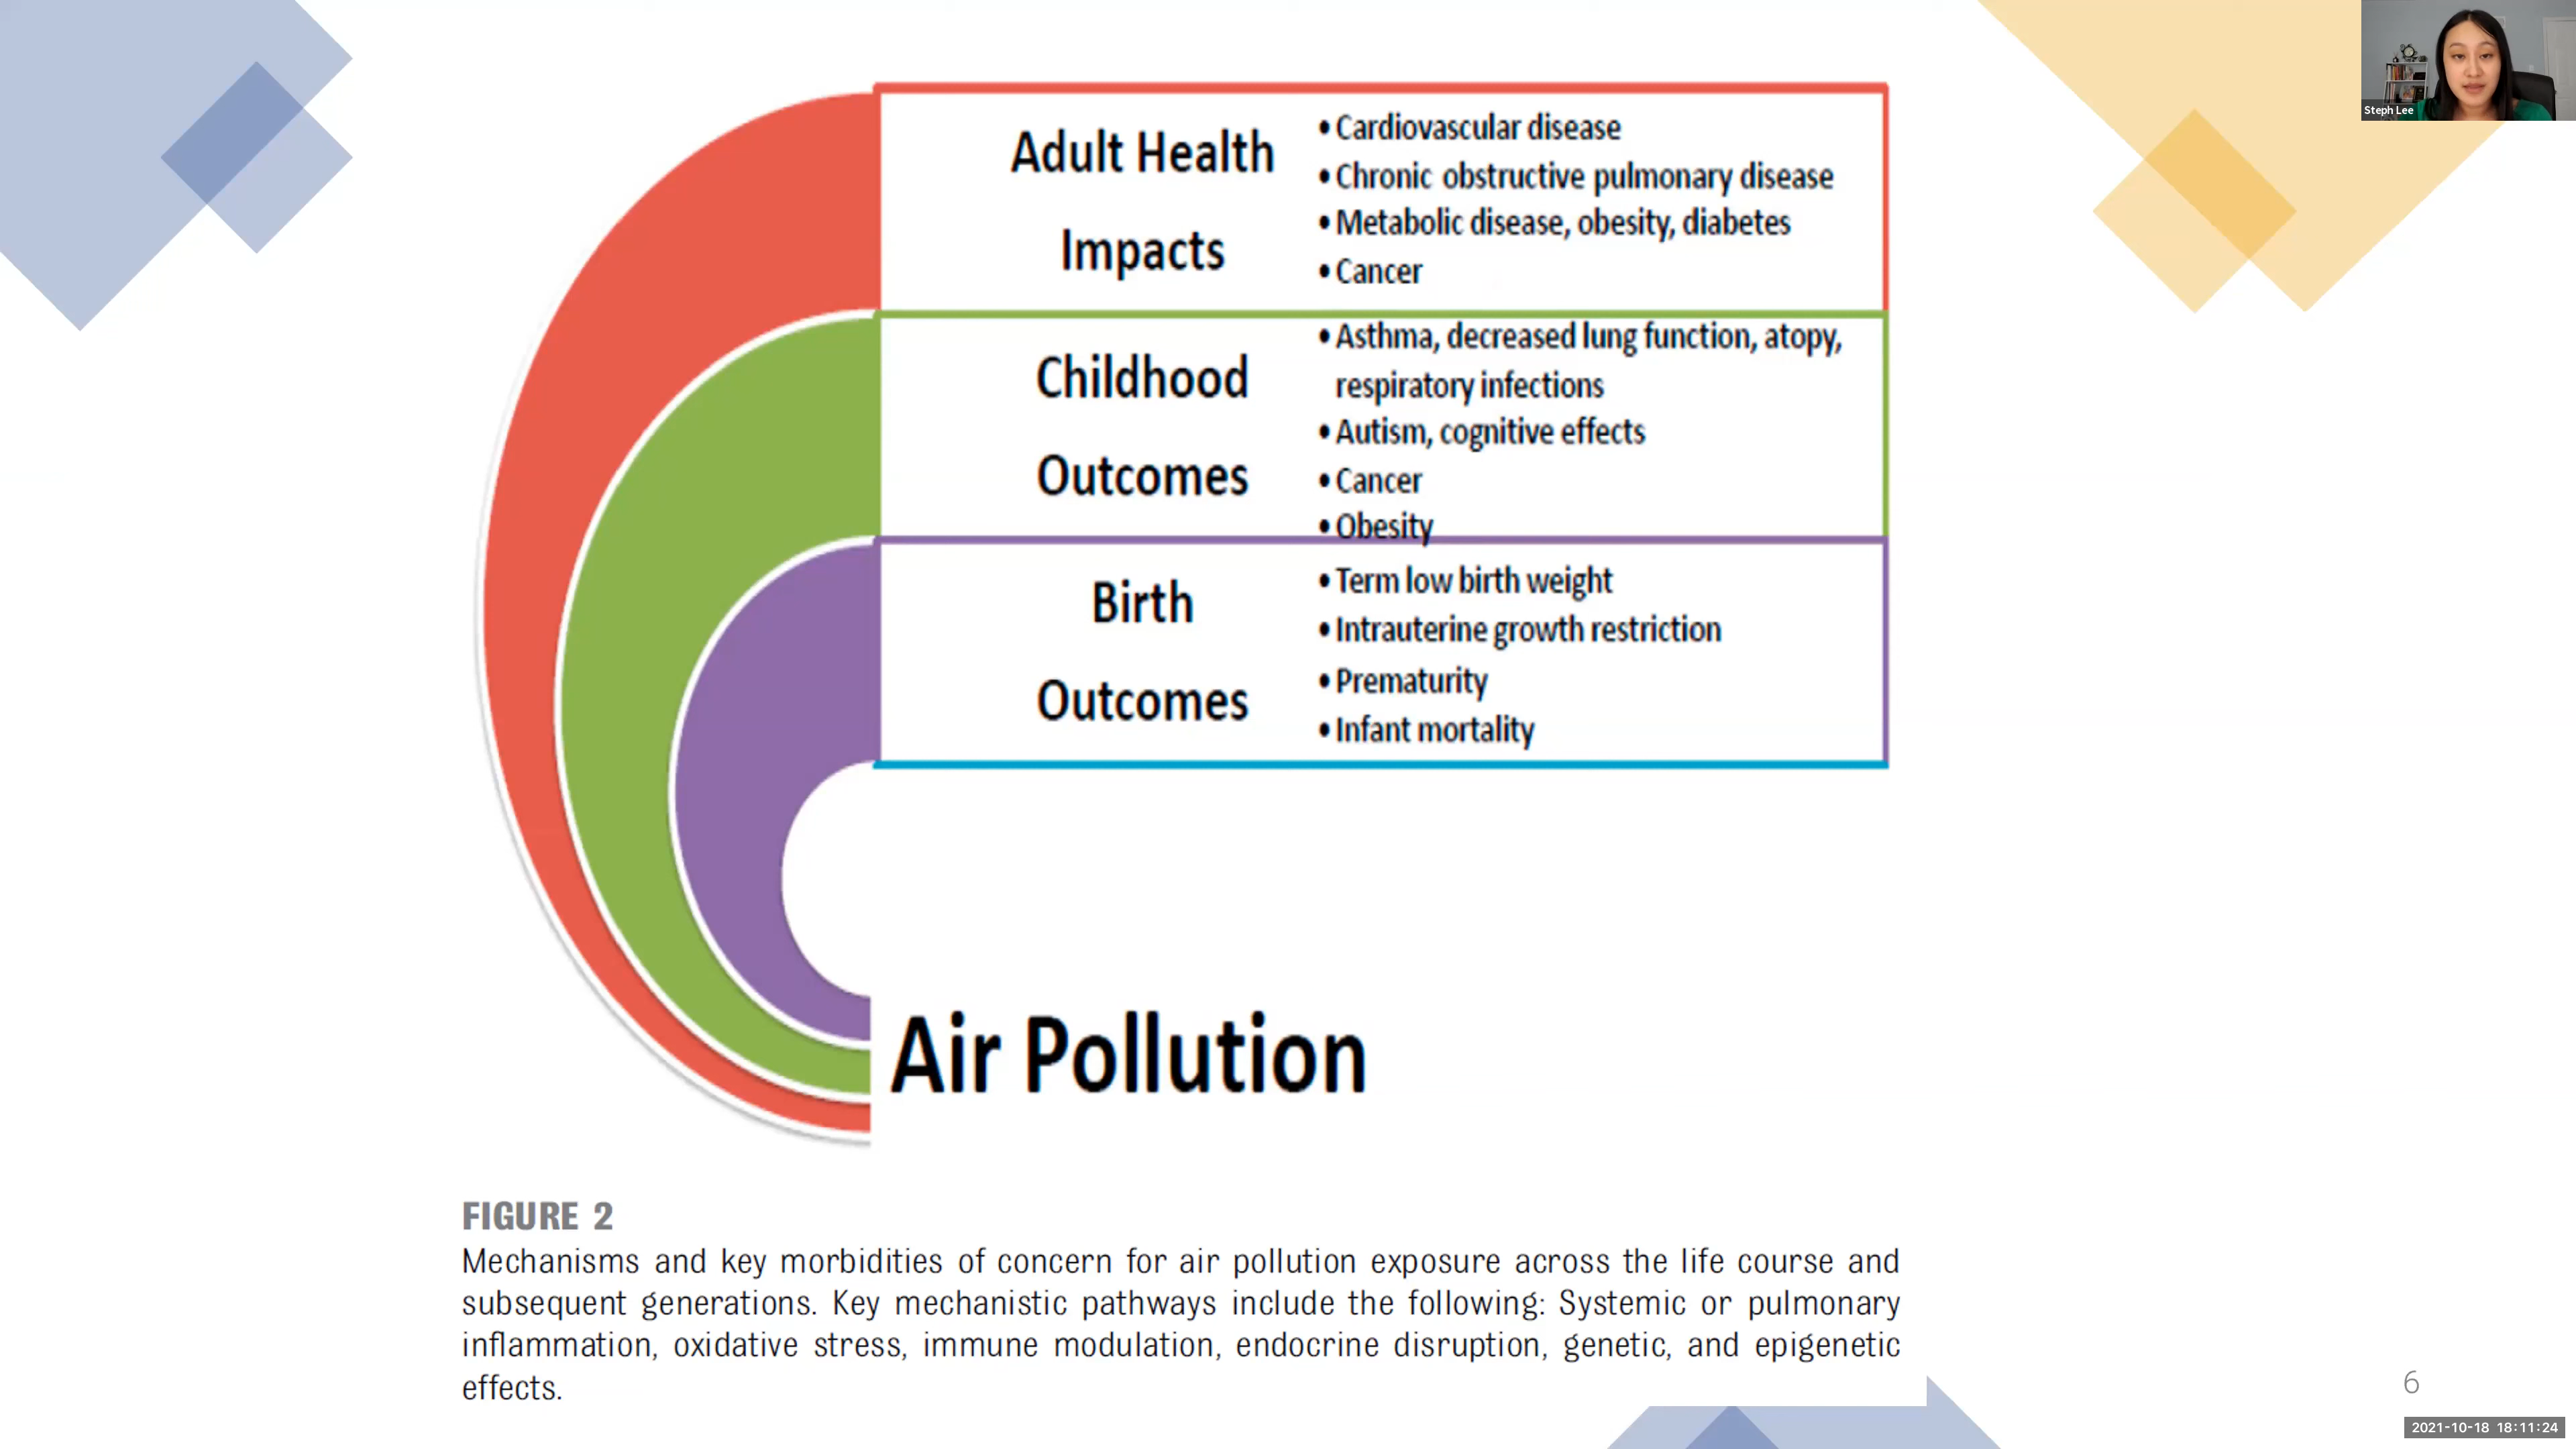 Steph Lee
Adult Health
Impacts
• Cardiovascular disease
• Chronic obstructive pulmonary disease
• Metabolic disease, obesity, diabetes
• Cancer
Childhood
Outcomes
• Asthma, decreased lung function, atopy,
respiratory infections
• Autism, cognitive effects
• Cancer
• Obesity
Birth
Outcomes
• Term low birth weight
• Intrauterine growth restriction
• Prematurity
• Infant mortality
Air Pollution
FIGURE 2
Mechanisms and key morbidities of concern for air pollution exposure across the life course and
subsequent generations. Key mechanistic pathways include the following: Systemic or pulmonary
inflammation, oxidative stress, immune modulation, endocrine disruption, genetic, and epigenetic
effects.
6
2021-10-18 18:11:24